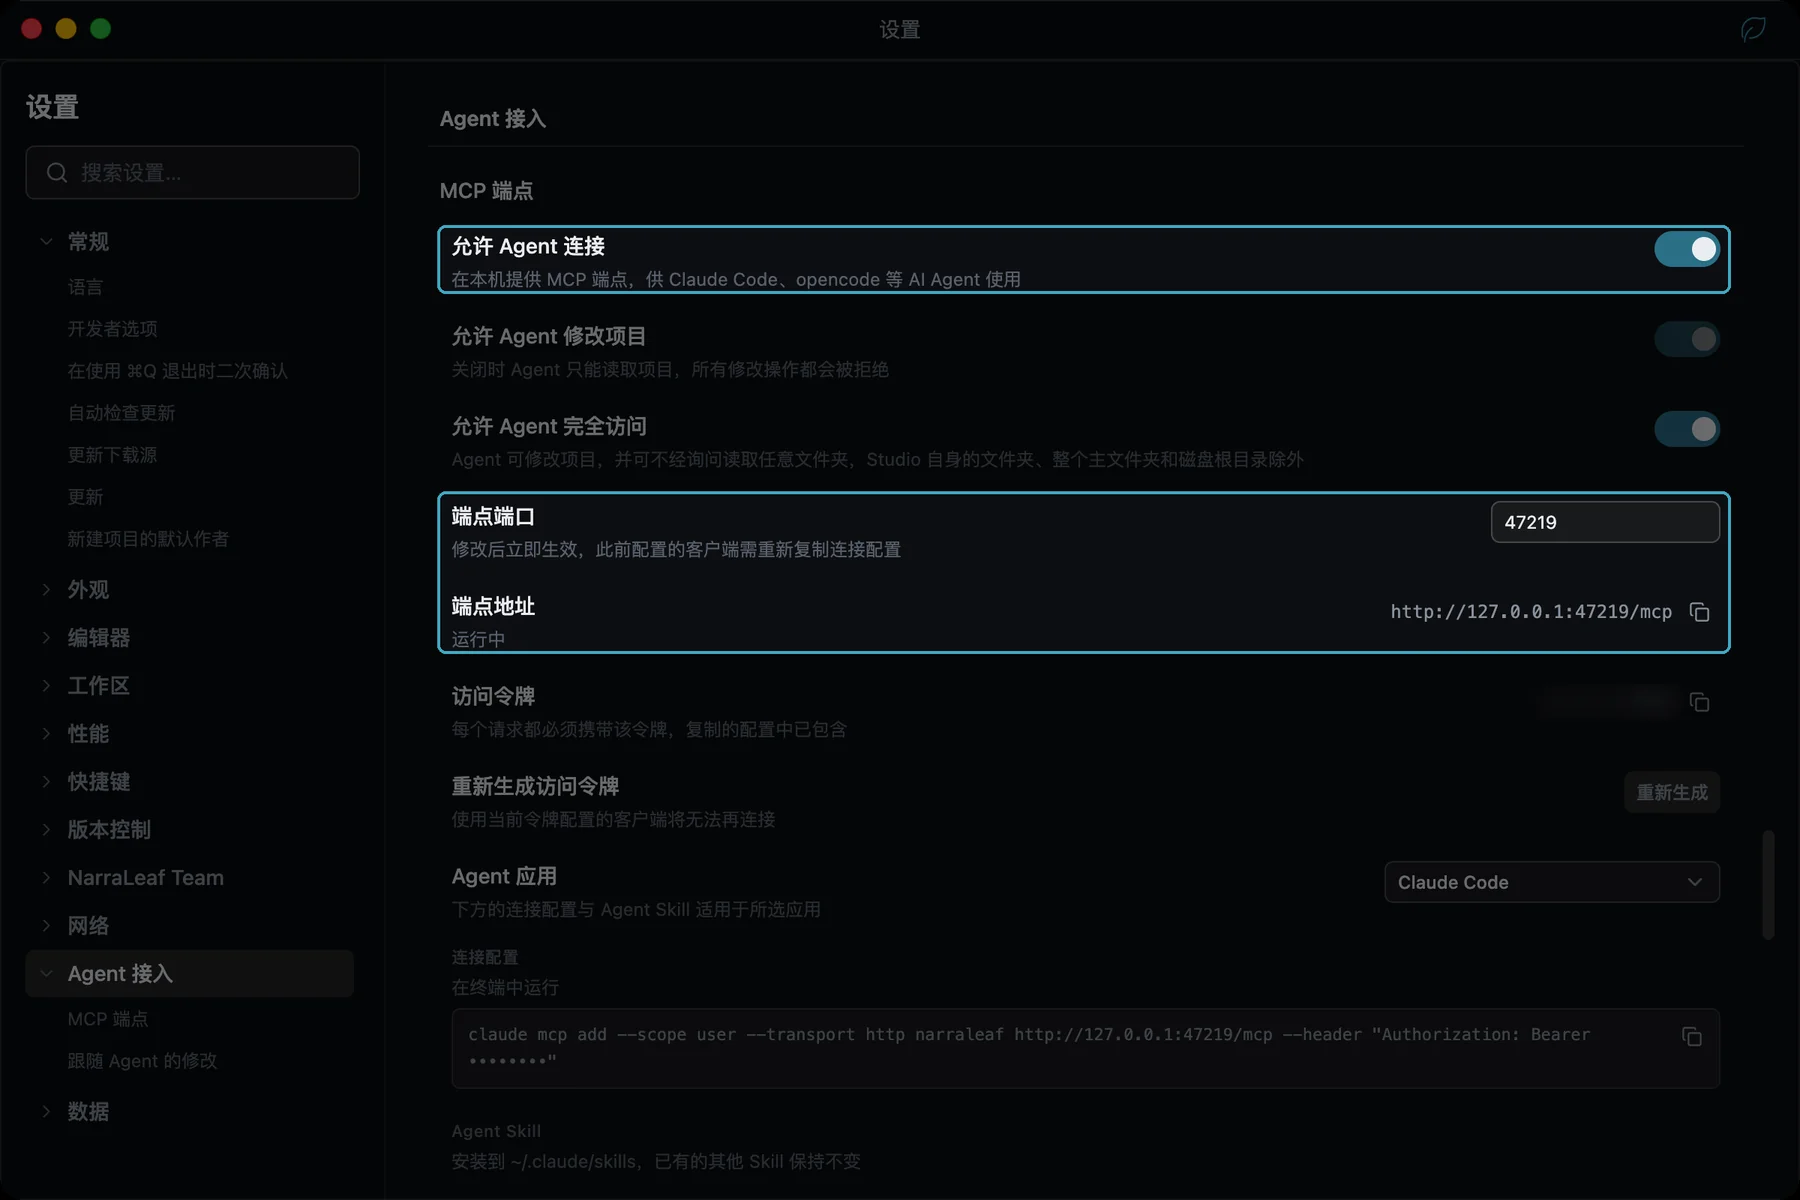 设置
设置
搜索设置...
常规
语言
开发者选项
在使用 ⌘Q 退出时二次确认
自动检查更新
更新下载源
更新
新建项目的默认作者
外观
编辑器
工作区
性能
快捷键
版本控制
NarraLeaf Team
网络
Agent 接入
MCP 端点
跟随 Agent 的修改
数据
Agent 接入
MCP 端点
允许 Agent 连接
在本机提供 MCP 端点，供 Claude Code、opencode 等 AI Agent 使用
允许 Agent 修改项目
关闭时 Agent 只能读取项目，所有修改操作都会被拒绝
允许 Agent 完全访问
Agent 可修改项目，并可不经询问读取任意文件夹，Studio 自身的文件夹、整个主文件夹和磁盘根目录除外
端点端口
47219
修改后立即生效，此前配置的客户端需重新复制连接配置
端点地址
http://127.0.0.1:47219/mcp
运行中
访问令牌
每个请求都必须携带该令牌，复制的配置中已包含
重新生成访问令牌
重新生成
使用当前令牌配置的客户端将无法再连接
Agent 应用
Claude Code
下方的连接配置与 Agent Skill 适用于所选应用
连接配置
在终端中运行
claude mcp add --scope user --transport http narraleaf http://127.0.0.1:47219/mcp --header "Authorization: Bearer
••••••••"
Agent Skill
安装到 ~/.claude/skills，已有的其他 Skill 保持不变